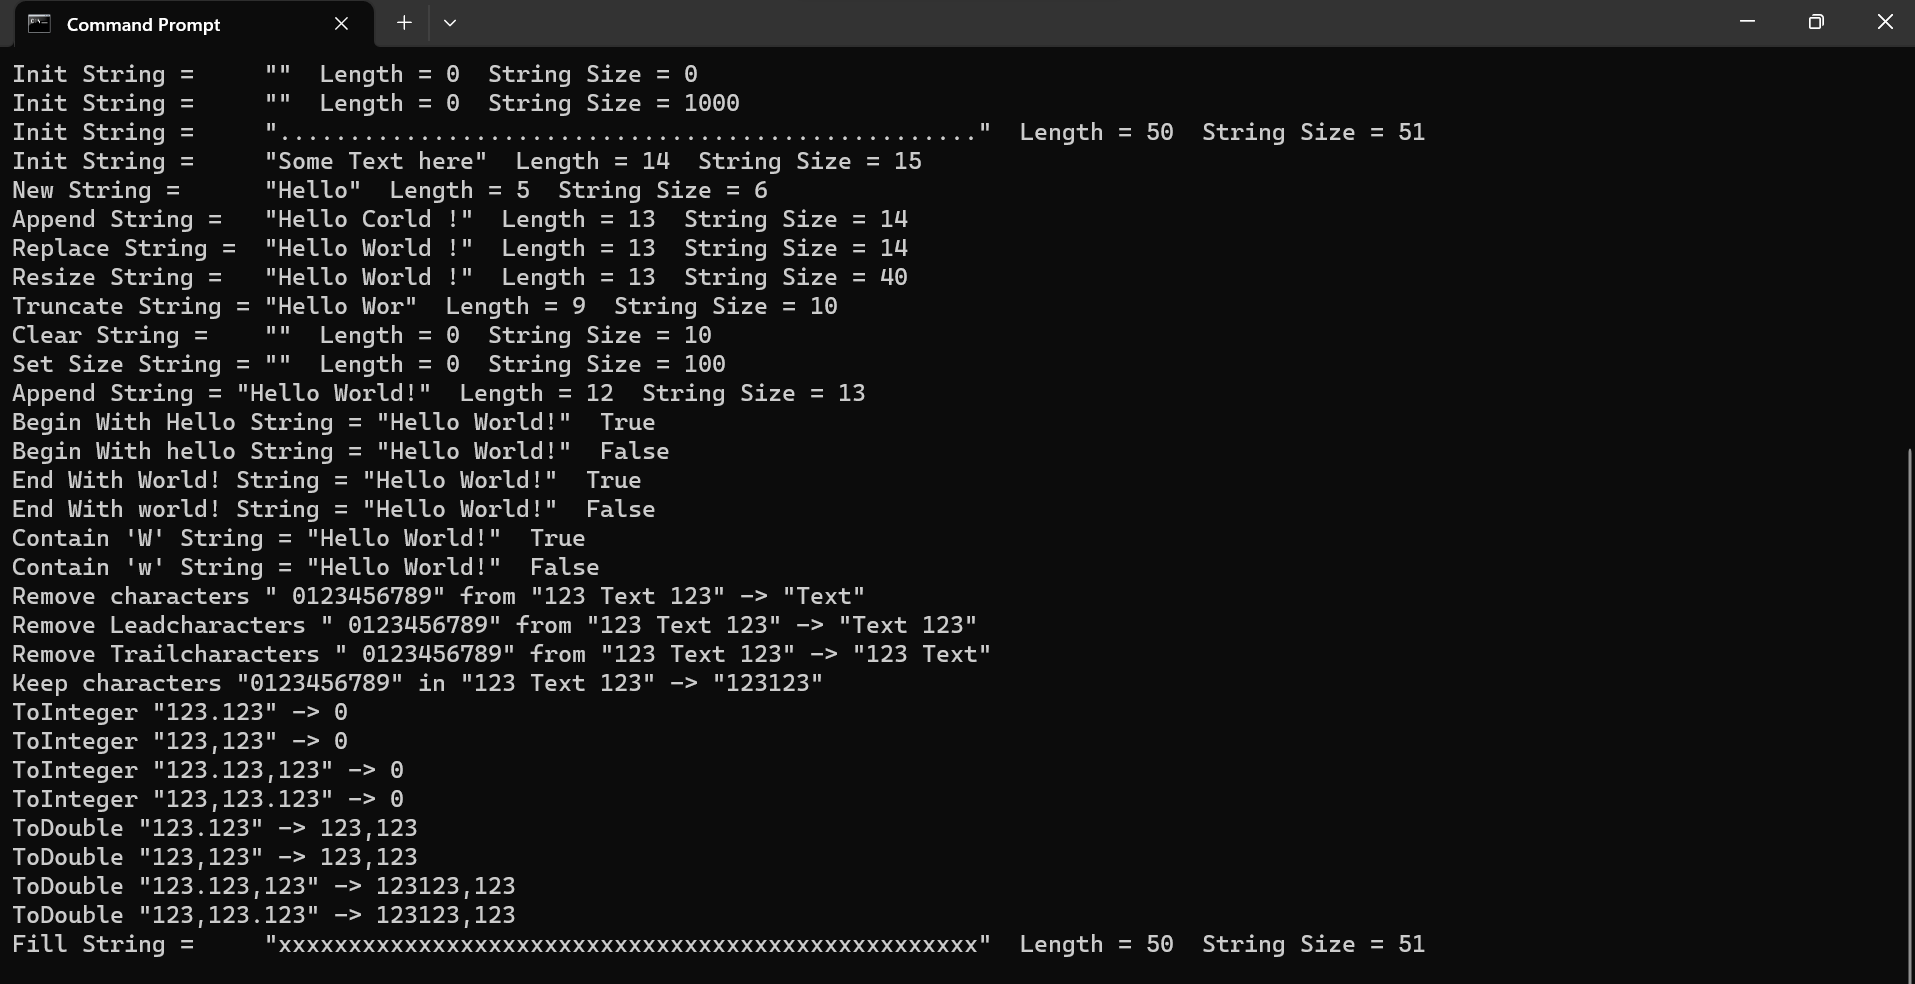 Command Prompt
Init String =     ""  Length = 0  String Size = 0
Init String =     ""  Length = 0  String Size = 1000
Init String =     ".................................................."  Length = 50  String Size = 51
Init String =     "Some Text here"  Length = 14  String Size = 15
New String =      "Hello"  Length = 5  String Size = 6
Append String =   "Hello Corld !"  Length = 13  String Size = 14
Replace String =  "Hello World !"  Length = 13  String Size = 14
Resize String =   "Hello World !"  Length = 13  String Size = 40
Truncate String = "Hello Wor"  Length = 9  String Size = 10
Clear String =    ""  Length = 0  String Size = 10
Set Size String = ""  Length = 0  String Size = 100
Append String = "Hello World!"  Length = 12  String Size = 13
Begin With Hello String = "Hello World!"  True
Begin With hello String = "Hello World!"  False
End With World! String = "Hello World!"  True
End With world! String = "Hello World!"  False
Contain 'W' String = "Hello World!"  True
Contain 'w' String = "Hello World!"  False
Remove characters " 0123456789" from "123 Text 123" -> "Text"
Remove Leadcharacters " 0123456789" from "123 Text 123" -> "Text 123"
Remove Trailcharacters " 0123456789" from "123 Text 123" -> "123 Text"
Keep characters "0123456789" in "123 Text 123" -> "123123"
ToInteger "123.123" -> 0
ToInteger "123,123" -> 0
ToInteger "123.123,123" -> 0
ToInteger "123,123.123" -> 0
ToDouble "123.123" -> 123,123
ToDouble "123,123" -> 123,123
ToDouble "123.123,123" -> 123123,123
ToDouble "123,123.123" -> 123123,123
Fill String =     "xxxxxxxxxxxxxxxxxxxxxxxxxxxxxxxxxxxxxxxxxxxxxxxxxx"  Length = 50  String Size = 51